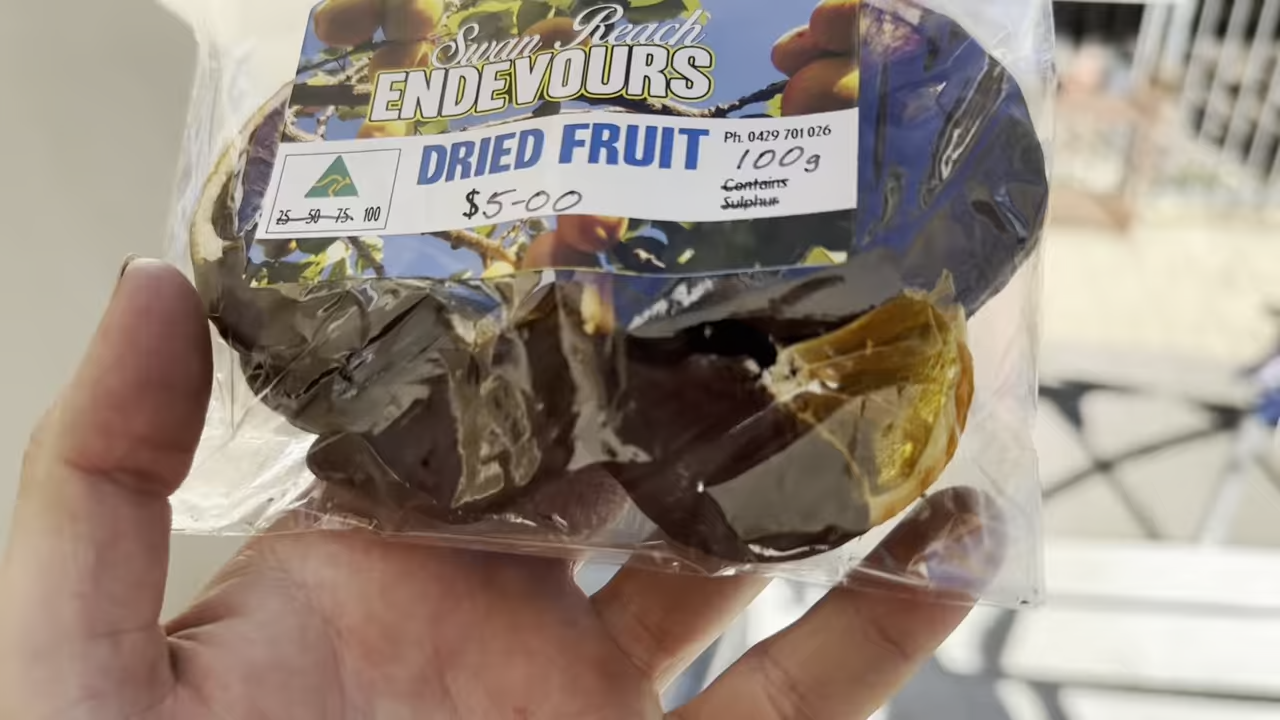 Swan Reach
ENDEVOURS
DRIED FRUIT
Ph. 0429 701 026
100g
Contains
Sulphur
$5-00
25 50 75 100